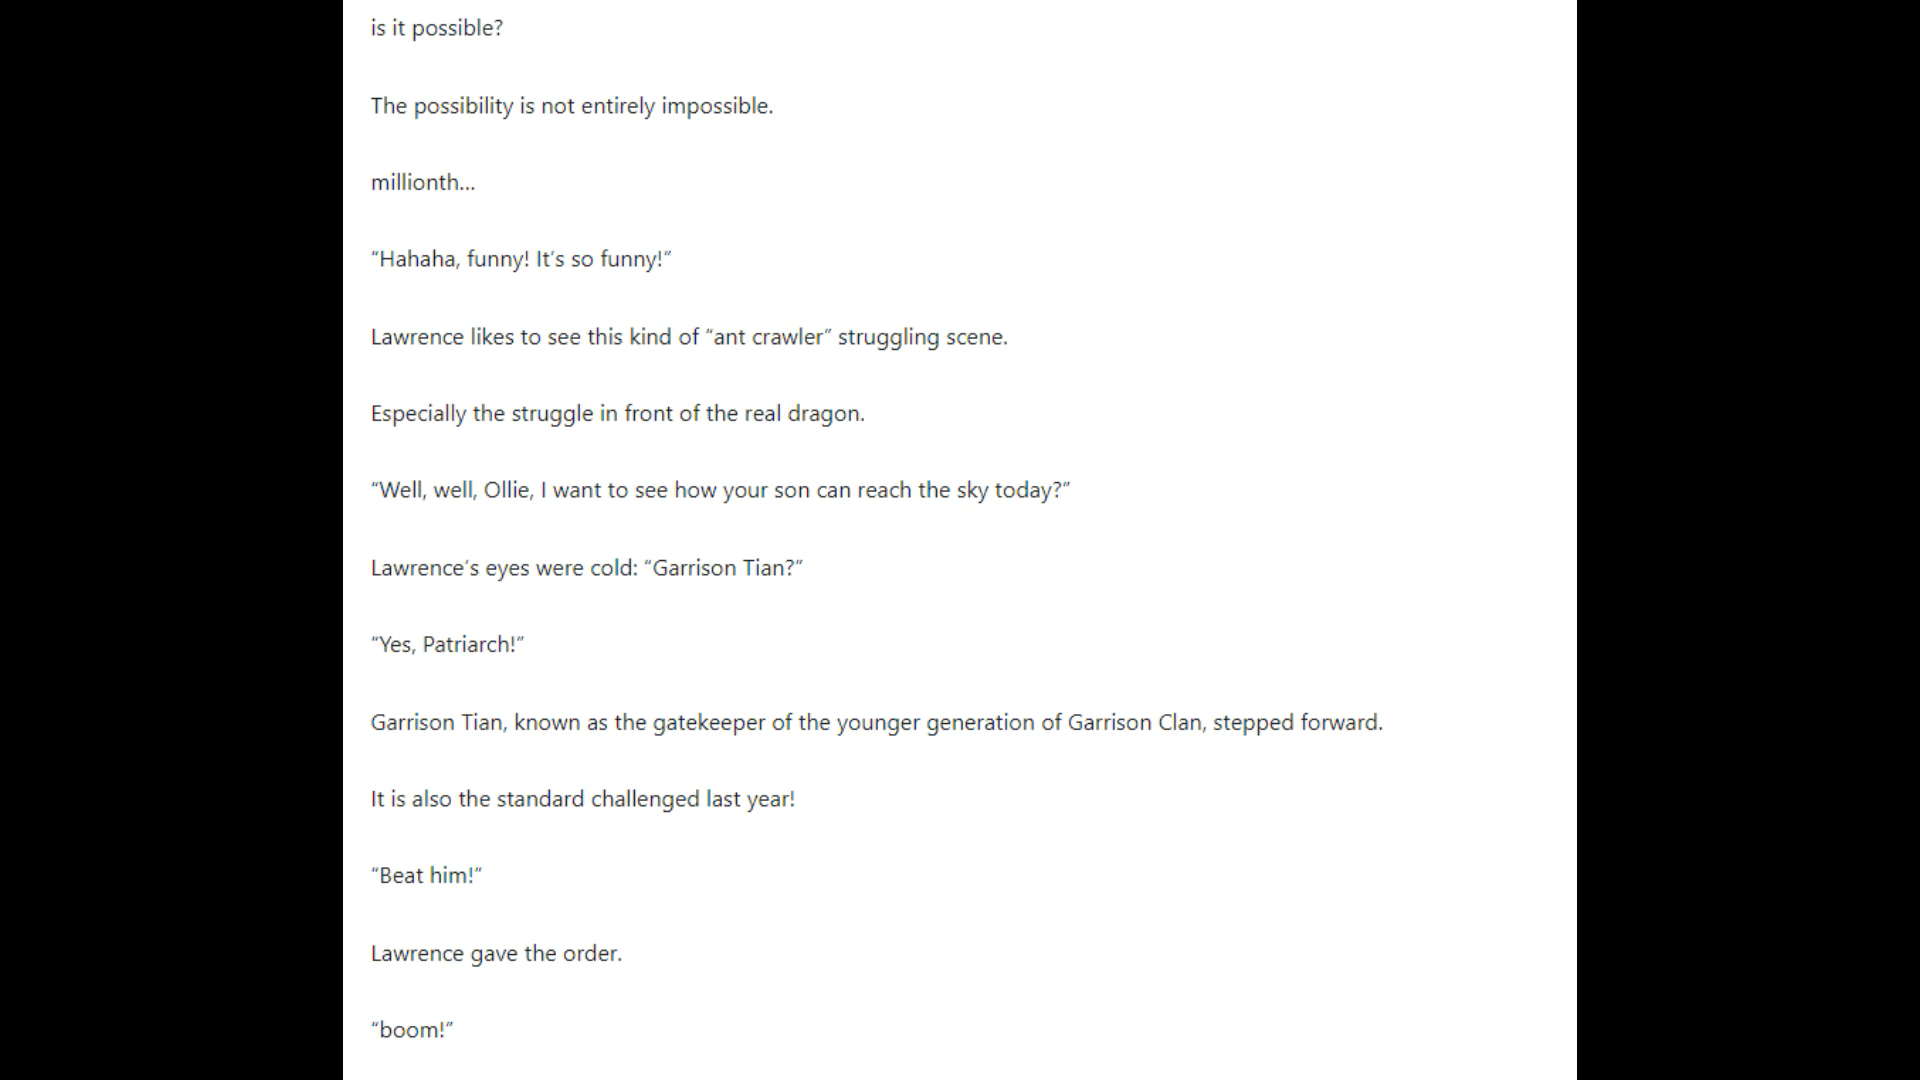 is it possible?
The possibility is not entirely impossible.
millionth…
“Hahaha, funny! It’s so funny!”
Lawrence likes to see this kind of “ant crawler” struggling scene.
Especially the struggle in front of the real dragon.
“Well, well, Ollie, I want to see how your son can reach the sky today?”
Lawrence’s eyes were cold: “Garrison Tian?”
“Yes, Patriarch!”
Garrison Tian, known as the gatekeeper of the younger generation of Garrison Clan, stepped forward.
It is also the standard challenged last year!
“Beat him!”
Lawrence gave the order.
“boom!”